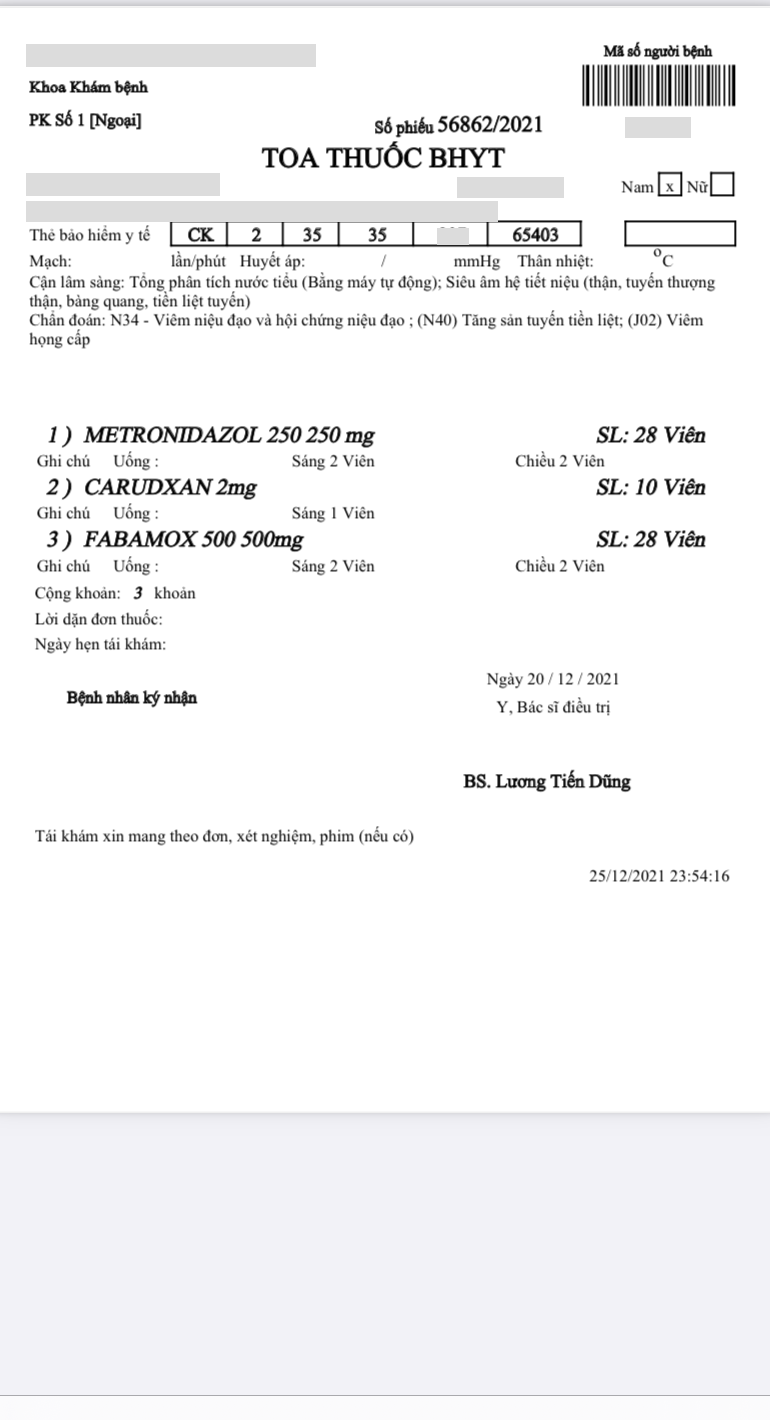 Mã số người bệnh
Khoa Khám bệnh
PK Số 1 [Ngoại]
Số phiếu 56862/2021
TOA THUỐC BHYT
Nam x Nữ
Thẻ bảo hiểm y tế CK 2 35 35 65403
Mạch: lần/phút Huyết áp: / mmHg Thân nhiệt: °C
Cận lâm sàng: Tổng phân tích nước tiểu (Bằng máy tự động); Siêu âm hệ tiết niệu (thận, tuyến thượng
thận, bàng quang, tiền liệt tuyến)
Chẩn đoán: N34 - Viêm niệu đạo và hội chứng niệu đạo ; (N40) Tăng sản tuyến tiền liệt; (J02) Viêm
họng cấp
1 ) METRONIDAZOL 250 250 mg SL: 28 Viên
Ghi chú Uống : Sáng 2 Viên Chiều 2 Viên
2 ) CARUDXAN 2mg SL: 10 Viên
Ghi chú Uống : Sáng 1 Viên
3 ) FABAMOX 500 500mg SL: 28 Viên
Ghi chú Uống : Sáng 2 Viên Chiều 2 Viên
Cộng khoản: 3 khoản
Lời dặn đơn thuốc:
Ngày hẹn tái khám:
Ngày 20 / 12 / 2021
Bệnh nhân ký nhận
Y, Bác sĩ điều trị
BS. Lương Tiến Dũng
Tái khám xin mang theo đơn, xét nghiệm, phim (nếu có)
25/12/2021 23:54:16